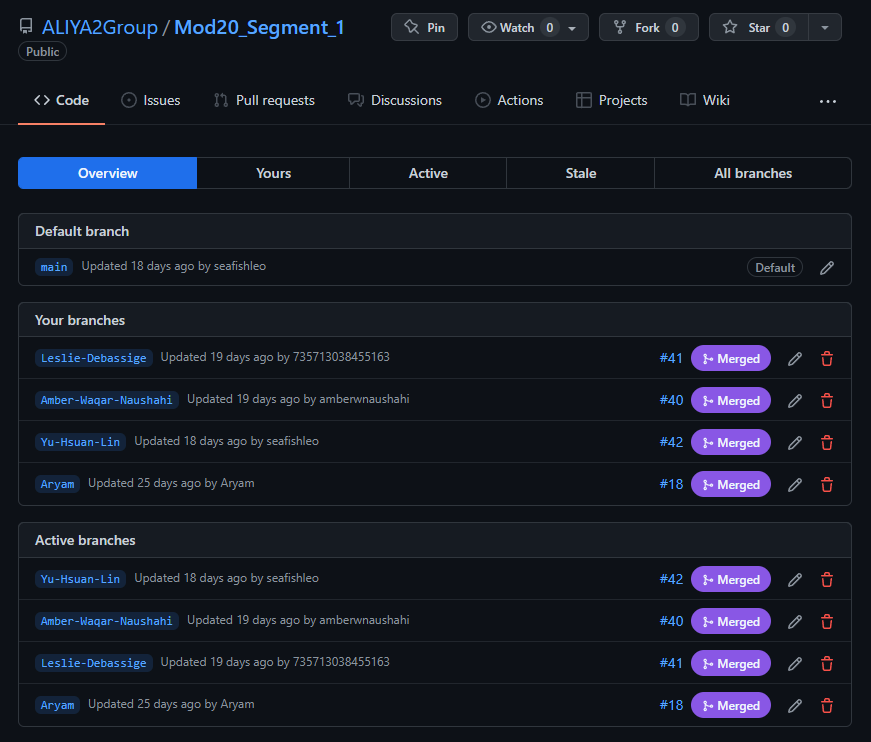 ALIYA2Group / Mod20_Segment_1 Pin Watch 0 Fork 0 Star 0
Public
Code Issues Pull requests Discussions Actions Projects Wiki ...
Overview Yours Active Stale All branches
Default branch
main Updated 18 days ago by seafishleo Default
Your branches
Leslie-Debassige Updated 19 days ago by 735713038455163 #41 Merged
Amber-Waqar-Naushahi Updated 19 days ago by amberwnaushahi #40 Merged
Yu-Hsuan-Lin Updated 18 days ago by seafishleo #42 Merged
Aryam Updated 25 days ago by Aryam #18 Merged
Active branches
Yu-Hsuan-Lin Updated 18 days ago by seafishleo #42 Merged
Amber-Waqar-Naushahi Updated 19 days ago by amberwnaushahi #40 Merged
Leslie-Debassige Updated 19 days ago by 735713038455163 #41 Merged
Aryam Updated 25 days ago by Aryam #18 Merged